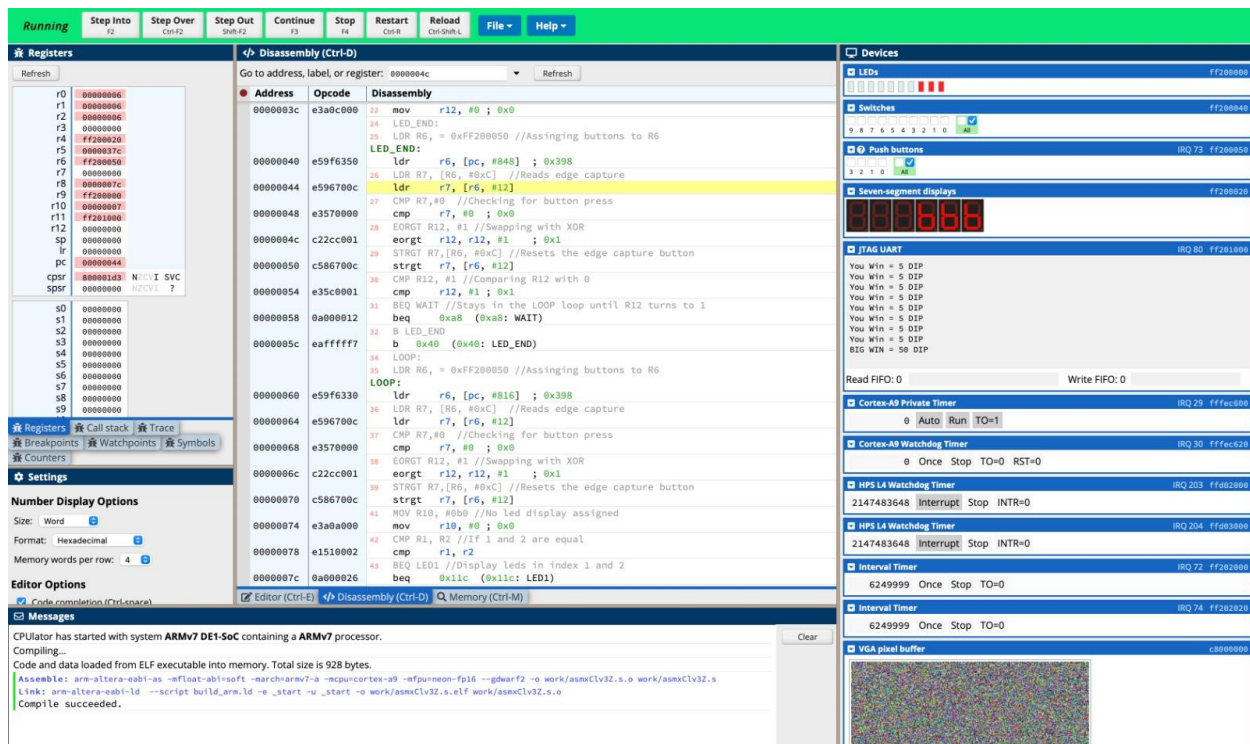 Running
Step Into
F2
Step Over
Ctrl-F2
Step Out
Shift-F2
Continue
F3
Stop
F4
Restart
Ctrl-R
Reload
Ctrl-Shift-L
File
Help
Registers
Refresh
r0 00000006
r1 00000006
r2 00000006
r3 00000000
r4 ff200020
r5 0000037c
r6 ff200050
r7 00000000
r8 0000007c
r9 ff200000
r10 00000007
r11 ff201000
r12 00000000
sp 00000000
lr 00000000
pc 00000044
cpsr 800001d3 NZCVI SVC
spsr 00000000 NZCVI ?
s0 00000000
s1 00000000
s2 00000000
s3 00000000
s4 00000000
s5 00000000
s6 00000000
s7 00000000
s8 00000000
s9 00000000
Registers Call stack Trace
Breakpoints Watchpoints Symbols
Counters
Settings
Number Display Options
Size: Word
Format: Hexadecimal
Memory words per row: 4
Editor Options
Code completion (Ctrl-space)
</> Disassembly (Ctrl-D)
Go to address, label, or register: 0000004c Refresh
Address Opcode Disassembly
0000003c e3a0c000 22 mov r12, #0 ; 0x0
24 LED_END:
25 LDR R6, = 0xFF200050 //Assinging buttons to R6
LED_END:
00000040 e59f6350 ldr r6, [pc, #848] ; 0x398
26 LDR R7, [R6, #0xC] //Reads edge capture
00000044 e596700c ldr r7, [r6, #12]
27 CMP R7,#0 //Checking for button press
00000048 e3570000 cmp r7, #0 ; 0x0
28 EORGT R12, #1 //Swapping with XOR
0000004c c22cc001 eorgt r12, r12, #1 ; 0x1
29 STRGT R7,[R6, #0xC] //Resets the edge capture button
00000050 c586700c strgt r7, [r6, #12]
30 CMP R12, #1 //Comparing R12 with 0
00000054 e35c0001 cmp r12, #1 ; 0x1
31 BEQ WAIT //Stays in the LOOP loop until R12 turns to 1
00000058 0a000012 beq 0xa8 (0xa8: WAIT)
32 B LED_END
0000005c eafffff7 b 0x40 (0x40: LED_END)
34 LOOP:
35 LDR R6, = 0xFF200050 //Assinging buttons to R6
LOOP:
00000060 e59f6330 ldr r6, [pc, #816] ; 0x398
36 LDR R7, [R6, #0xC] //Reads edge capture
00000064 e596700c ldr r7, [r6, #12]
37 CMP R7,#0 //Checking for button press
00000068 e3570000 cmp r7, #0 ; 0x0
38 EORGT R12, #1 //Swapping with XOR
0000006c c22cc001 eorgt r12, r12, #1 ; 0x1
39 STRGT R7,[R6, #0xC] //Resets the edge capture button
00000070 c586700c strgt r7, [r6, #12]
41 MOV R10, #0b0 //No led display assigned
00000074 e3a0a000 mov r10, #0 ; 0x0
42 CMP R1, R2 //If 1 and 2 are equal
00000078 e1510002 cmp r1, r2
43 BEQ LED1 //Display leds in index 1 and 2
0000007c 0a000026 beq 0x11c (0x11c: LED1)
Editor (Ctrl-E) </> Disassembly (Ctrl-D) Memory (Ctrl-M)
Messages
CPUlator has started with system ARMv7 DE1-SoC containing a ARMv7 processor.
Clear
Compiling...
Code and data loaded from ELF executable into memory. Total size is 928 bytes.
Assemble: arm-altera-eabi-as -mfloat-abi=soft -march=armv7-a -mcpu=cortex-a9 -mfpu=neon-fp16 --gdwarf2 -o work/asmxClv3Z.s.o work/asmxClv3Z.s
Link: arm-altera-eabi-ld --script build_arm.ld -e _start -u _start -o work/asmxClv3Z.s.elf work/asmxClv3Z.s.o
Compile succeeded.
Devices
LEDs ff200000
Switches ff200040
9 8 7 6 5 4 3 2 1 0 All
Push buttons IRQ 73 ff200050
3 2 1 0 All
Seven-segment displays ff200020
666
JTAG UART IRQ 80 ff201000
You Win = 5 DIP
You Win = 5 DIP
You Win = 5 DIP
You Win = 5 DIP
You Win = 5 DIP
You Win = 5 DIP
You Win = 5 DIP
BIG WIN = 50 DIP
Read FIFO: 0 Write FIFO: 0
Cortex-A9 Private Timer IRQ 29 fffec600
0 Auto Run TO=1
Cortex-A9 Watchdog Timer IRQ 30 fffec620
0 Once Stop TO=0 RST=0
HPS L4 Watchdog Timer IRQ 203 ffd02000
2147483648 Interrupt Stop INTR=0
HPS L4 Watchdog Timer IRQ 204 ffd03000
2147483648 Interrupt Stop INTR=0
Interval Timer IRQ 72 ff202000
6249999 Once Stop TO=0
Interval Timer IRQ 74 ff202020
6249999 Once Stop TO=0
VGA pixel buffer c8000000